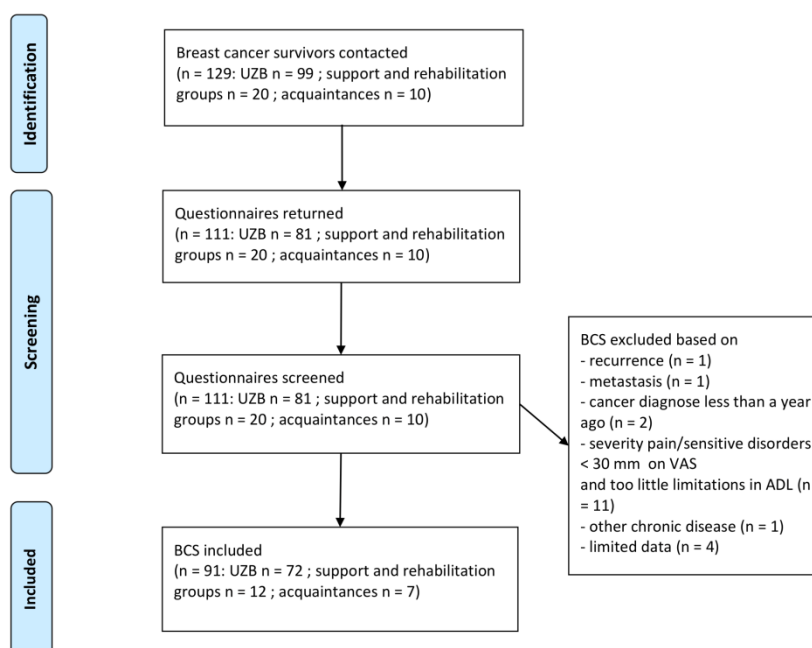 Identification
Breast cancer survivors contacted
(n = 129: UZB n = 99 ; support and rehabilitation
groups n = 20 ; acquaintances n = 10)
Screening
Questionnaires returned
(n = 111: UZB n = 81 ; support and rehabilitation
groups n = 20 ; acquaintances n = 10)
Questionnaires screened
(n = 111: UZB n = 81 ; support and rehabilitation
groups n = 20 ; acquaintances n = 10)
BCS excluded based on
- recurrence (n = 1)
- metastasis (n = 1)
- cancer diagnose less than a year
ago (n = 2)
- severity pain/sensitive disorders
< 30 mm on VAS
and too little limitations in ADL (n
= 11)
- other chronic disease (n = 1)
- limited data (n = 4)
Included
BCS included
(n = 91: UZB n = 72 ; support and rehabilitation
groups n = 12 ; acquaintances n = 7)